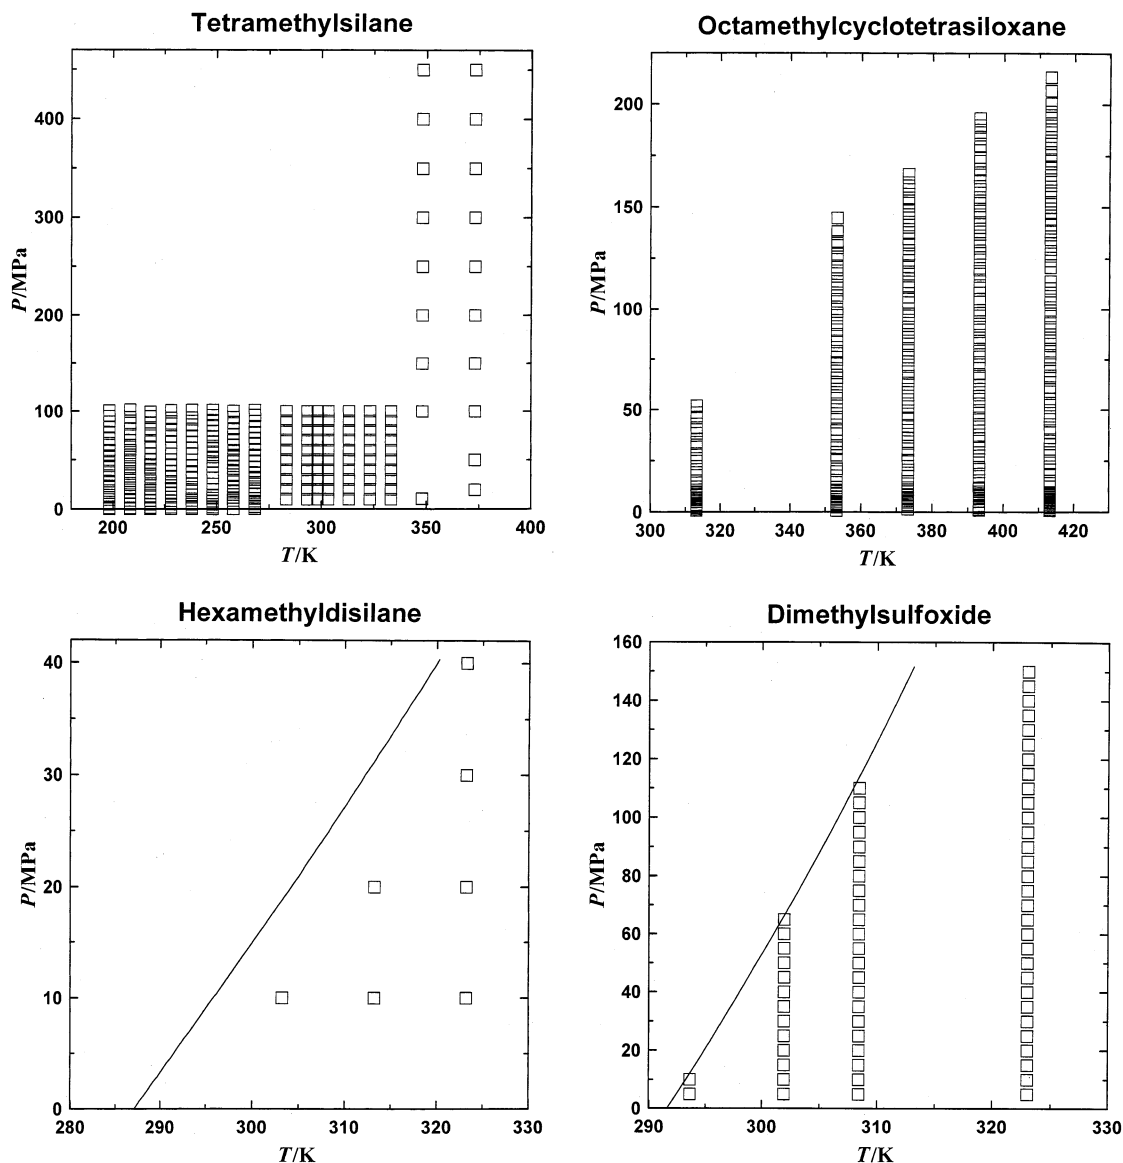 Tetramethylsilane
400
300
200
100
0
P/MPa
200 250 300 350 400
T/K
Octamethylcyclotetrasiloxane
200
150
100
50
0
P/MPa
300 320 340 360 380 400 420
T/K
Hexamethyldisilane
40
30
20
10
0
P/MPa
280 290 300 310 320 330
T/K
Dimethylsulfoxide
160
140
120
100
80
60
40
20
0
P/MPa
290 300 310 320 330
T/K